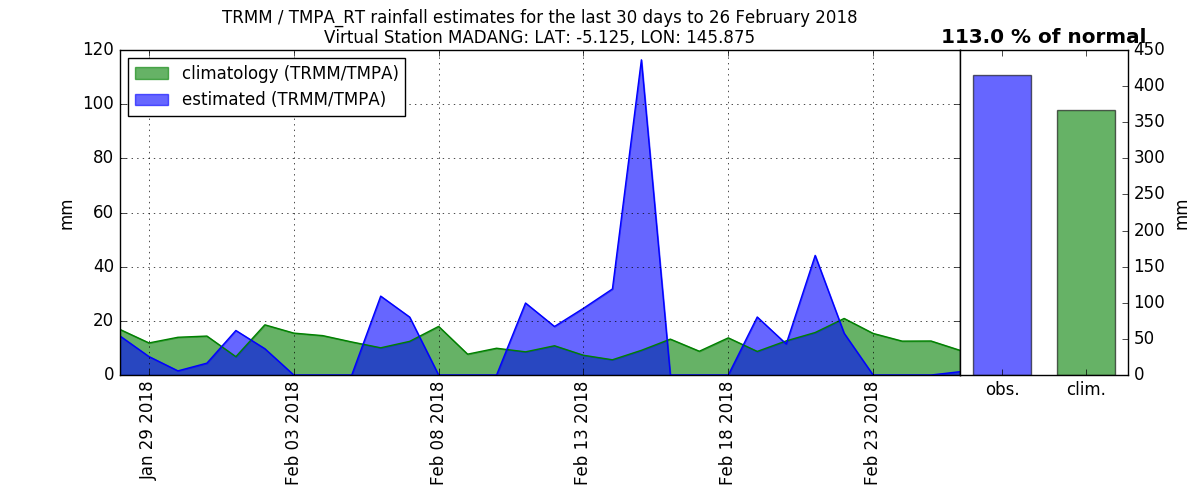 TRMM / TMPA_RT rainfall estimates for the last 30 days to 26 February 2018
Virtual Station MADANG: LAT: -5.125, LON: 145.875
113.0 % of normal
climatology (TRMM/TMPA)
estimated (TRMM/TMPA)
120
100
80
60
40
20
0
mm
Jan 29 2018
Feb 03 2018
Feb 08 2018
Feb 13 2018
Feb 18 2018
Feb 23 2018
450
400
350
300
250
200
150
100
50
0
mm
obs.
clim.